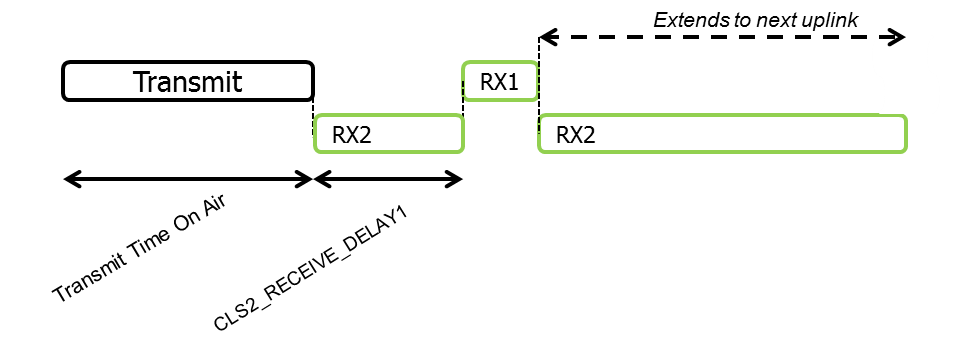 Extends to next uplink
Transmit
RX1
RX2
RX2
Transmit Time On Air
CLS2_RECEIVE_DELAY1